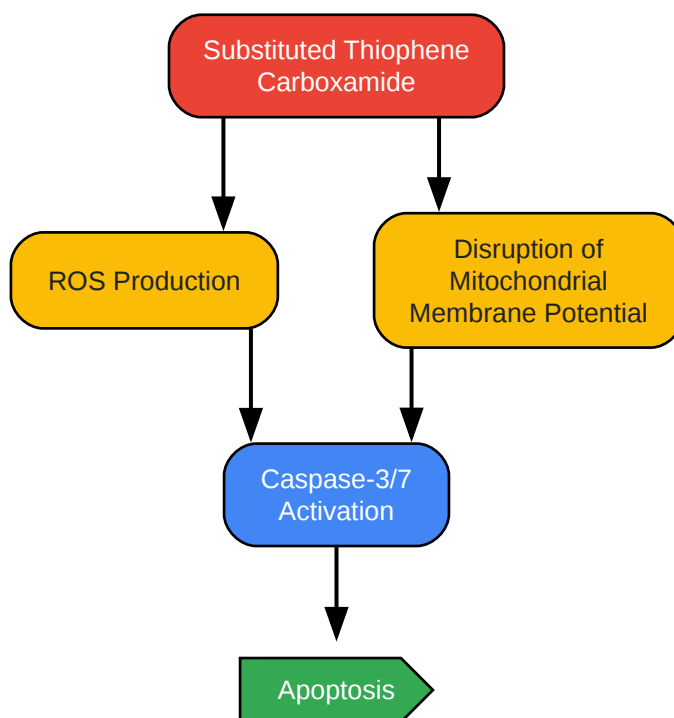 Substituted Thiophene
Carboxamide
ROS Production
Disruption of
Mitochondrial
Membrane Potential
Caspase-3/7
Activation
Apoptosis